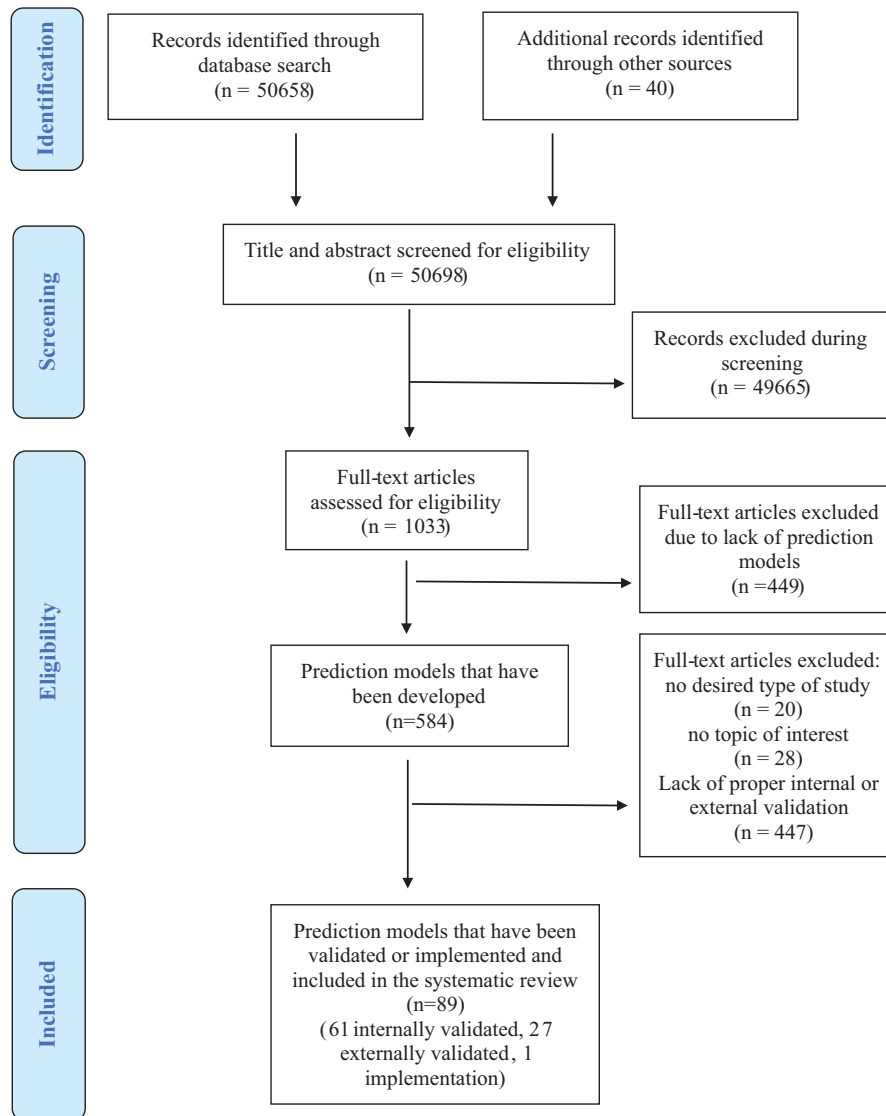 Identification
Records identified through
database search
(n = 50658)
Additional records identified
through other sources
(n = 40)
Screening
Title and abstract screened for eligibility
(n = 50698)
Records excluded during
screening
(n = 49665)
Eligibility
Full-text articles
assessed for eligibility
(n = 1033)
Full-text articles excluded
due to lack of prediction
models
(n =449)
Prediction models that have
been developed
(n=584)
Full-text articles excluded:
no desired type of study
(n = 20)
no topic of interest
(n = 28)
Lack of proper internal or
external validation
(n = 447)
Included
Prediction models that have been
validated or implemented and
included in the systematic review
(n=89)
(61 internally validated, 27
externally validated, 1
implementation)